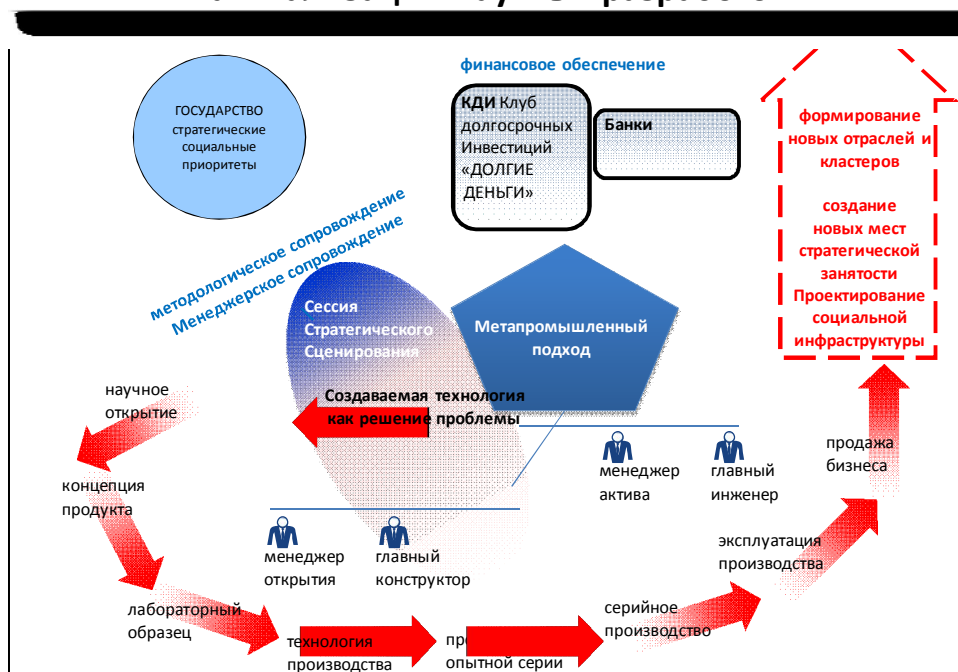 финансовое обеспечение
ГОСУДАРСТВО
стратегические
социальные
приоритеты
КДИ Клуб
долгосрочных
Инвестиций
«ДОЛГИЕ
ДЕНЬГИ»
Банки
формирование
новых отраслей и
кластеров
создание
новых мест
стратегической
занятости
Проектирование
социальной
инфраструктуры
методологическое сопровождение
Менеджерское сопровождение
Сессия
Стратегического
Сценирования
Метапромышленный
подход
Создаваемая технология
как решение проблемы
научное
открытие
концепция
продукта
лабораторный
образец
технология
производства
опытной серии
серийное
производство
эксплуатация
производства
продажа
бизнеса
менеджер
актива
главный
инженер
менеджер
открытия
главный
конструктор